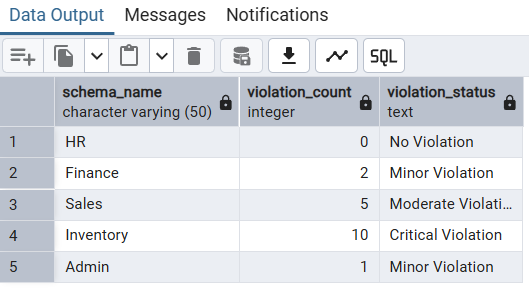 Data Output Messages Notifications
SQL
schema_name violation_count violation_status
character varying (50) integer text
1 HR 0 No Violation
2 Finance 2 Minor Violation
3 Sales 5 Moderate Violati...
4 Inventory 10 Critical Violation
5 Admin 1 Minor Violation